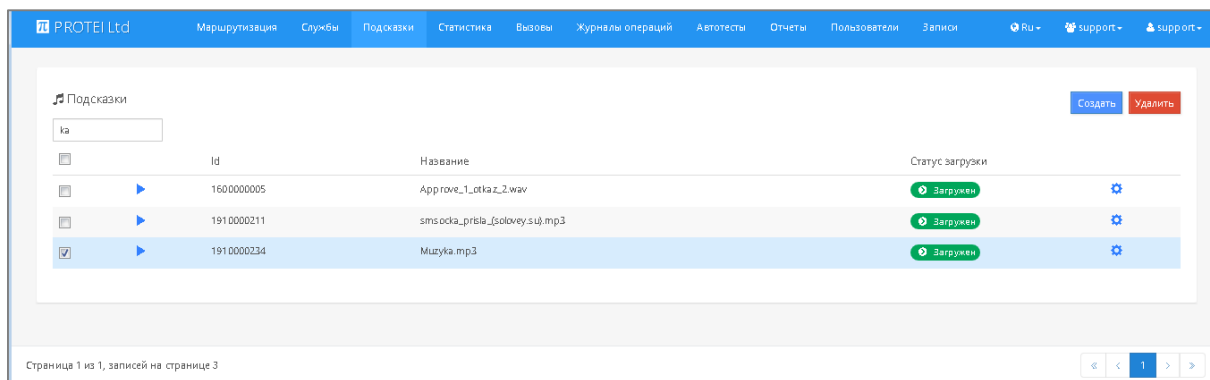 PROTEI Ltd Маршрутизация Службы Подсказки Статистика Вызовы Журналы операций Автотесты Отчеты Пользователи Записи Ru support support
Подсказки
Создать Удалить
ka
Id Название Статус загрузки
1600000005 Approve_1_otkaz_2.wav Загружен
1910000211 smsocka_prisla_(solovey.su).mp3 Загружен
1910000234 Muzyka.mp3 Загружен
Страница 1 из 1, записей на странице 3
« < 1 > »